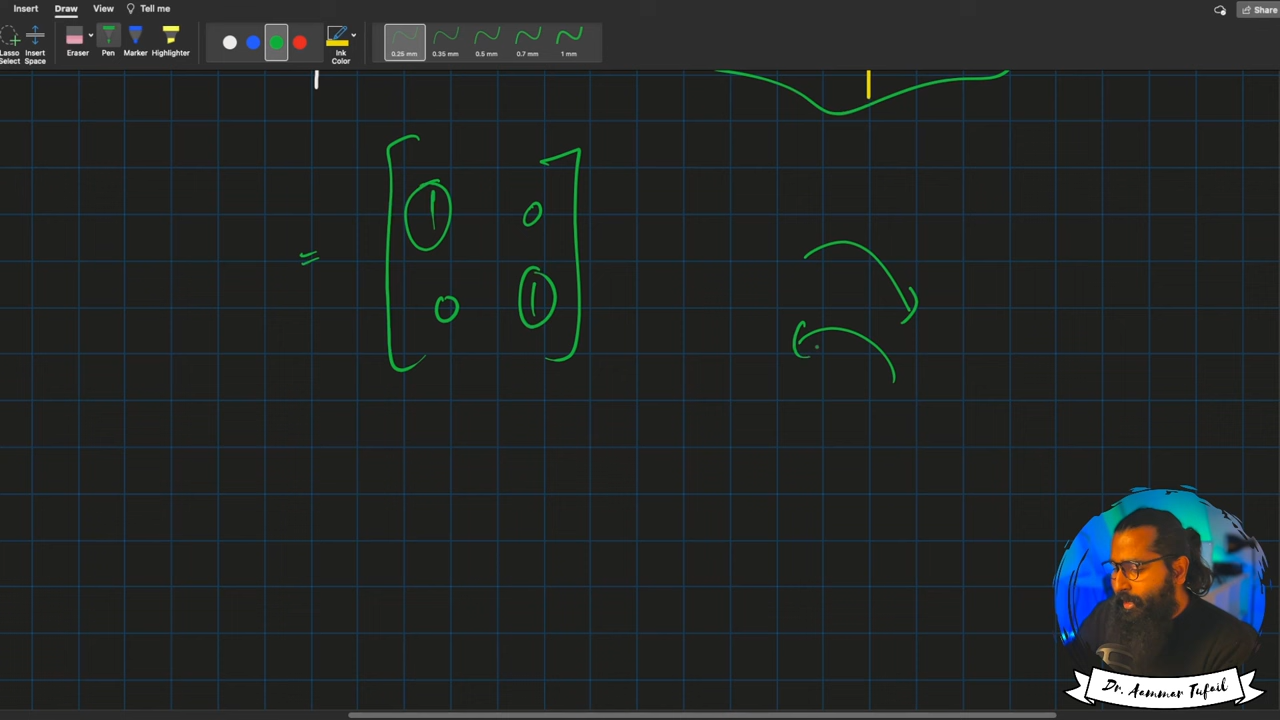 Insert Draw View Tell me
Share
Lasso Select
Insert Space
Eraser
Pen
Marker
Highlighter
Ink Color
0.25 mm
0.35 mm
0.5 mm
0.7 mm
1 mm
1 0
=
0 1
Dr. Aammar Tufail